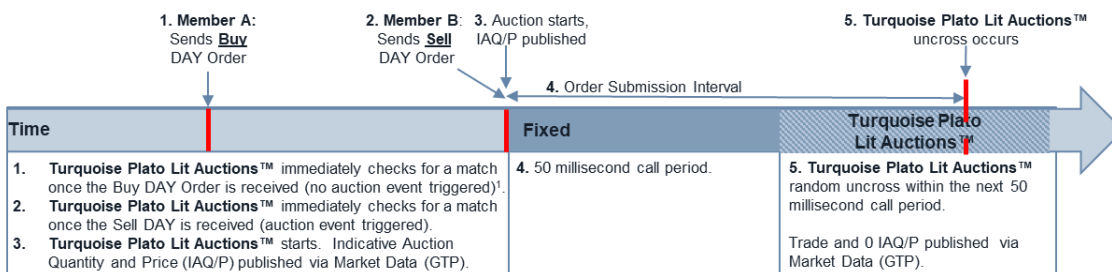 1. Member A:
Sends Buy
DAY Order
2. Member B:
Sends Sell
DAY Order
3. Auction starts,
IAQ/P published
5. Turquoise Plato Lit Auctions™
uncross occurs
4. Order Submission Interval
Time
Fixed
Turquoise Plato
Lit Auctions™
1. Turquoise Plato Lit Auctions™ immediately checks for a match
once the Buy DAY Order is received (no auction event triggered)¹.
2. Turquoise Plato Lit Auctions™ immediately checks for a match
once the Sell DAY is received (auction event triggered).
3. Turquoise Plato Lit Auctions™ starts. Indicative Auction
Quantity and Price (IAQ/P) published via Market Data (GTP).
4. 50 millisecond call period.
5. Turquoise Plato Lit Auctions™
random uncross within the next 50
millisecond call period.
Trade and 0 IAQ/P published via
Market Data (GTP).